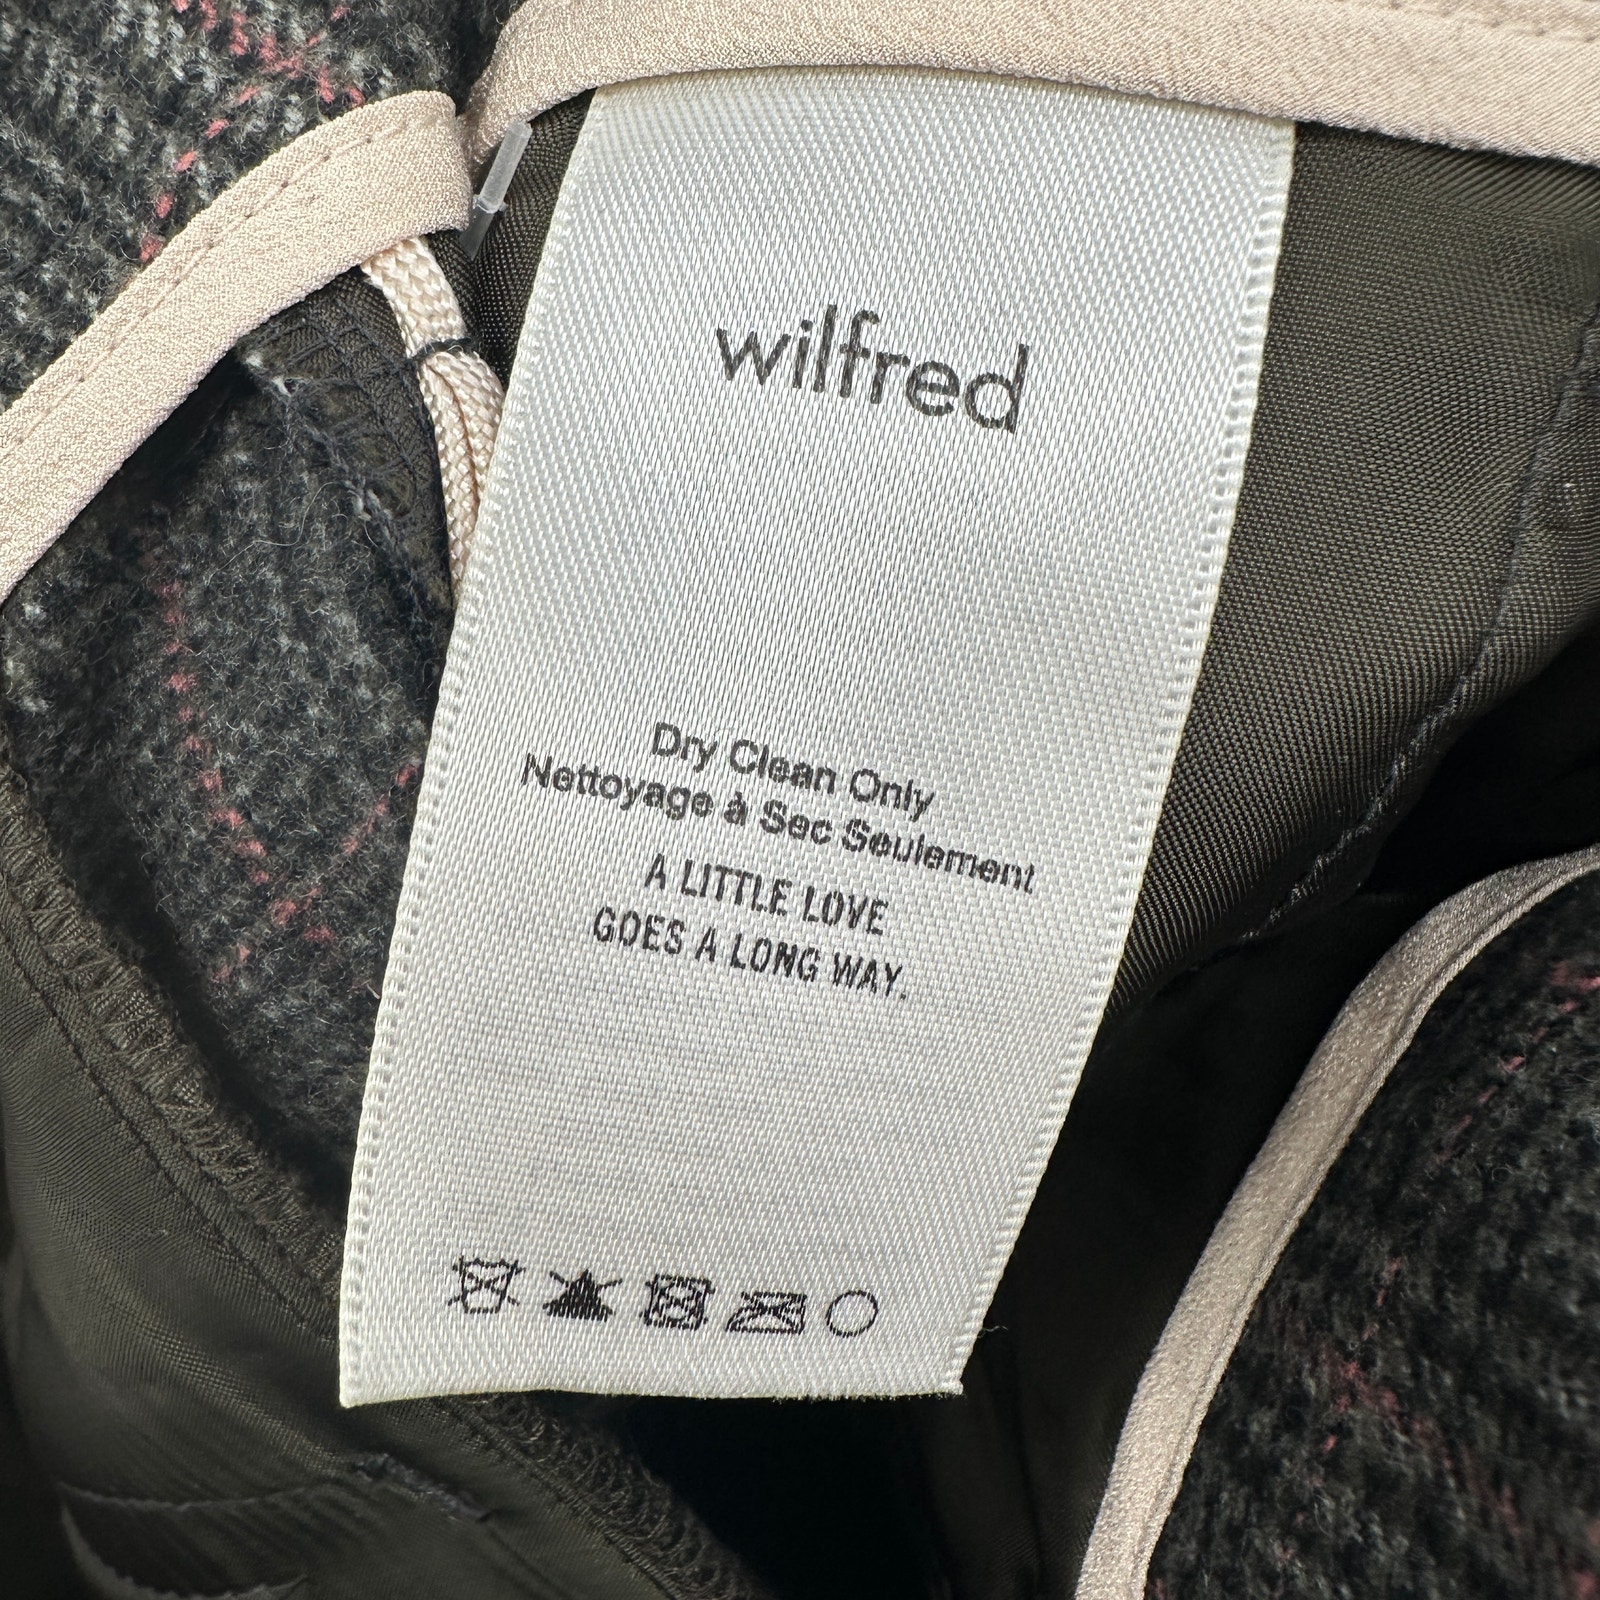 wilfred
Dry Clean Only
Nettoyage à Sec Seulement
A LITTLE LOVE
GOES A LONG WAY.